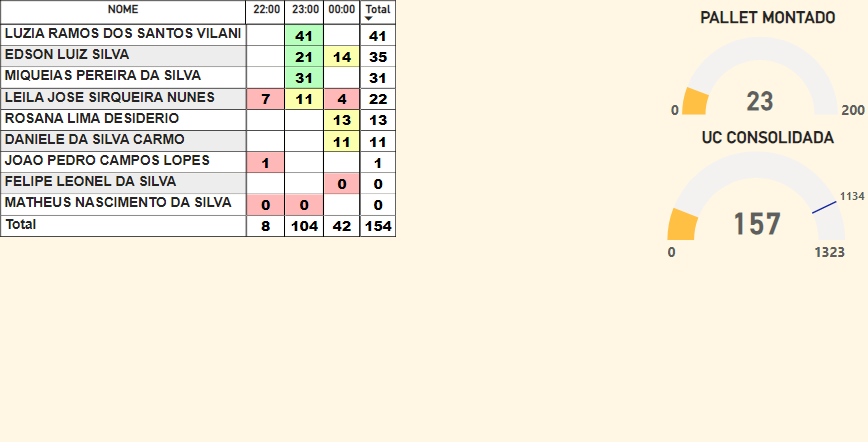 NOME 22:00 23:00 00:00 Total
LUZIA RAMOS DOS SANTOS VILANI 41 41
EDSON LUIZ SILVA 21 14 35
MIQUEIAS PEREIRA DA SILVA 31 31
LEILA JOSE SIRQUEIRA NUNES 7 11 4 22
ROSANA LIMA DESIDERIO 13 13
DANIELE DA SILVA CARMO 11 11
JOAO PEDRO CAMPOS LOPES 1 1
FELIPE LEONEL DA SILVA 0 0
MATHEUS NASCIMENTO DA SILVA 0 0 0
Total 8 104 42 154
PALLET MONTADO
23
0 200
UC CONSOLIDADA
1134
157
0 1323